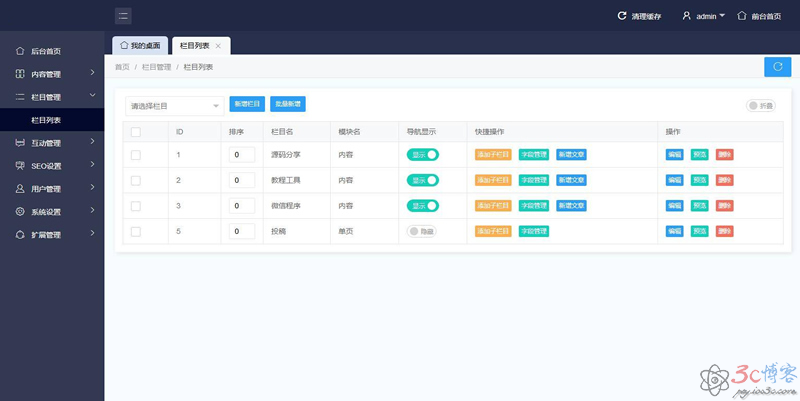 清理缓存 admin 前台首页
我的桌面 栏目列表
首页 / 栏目管理 / 栏目列表
后台首页
内容管理
栏目管理
栏目列表
互动管理
SEO设置
用户管理
系统设置
扩展管理
请选择栏目 新增栏目 批量新增 折叠
ID 排序 栏目名 模块名 导航显示 快捷操作 操作
1 0 源码分享 内容 显示 添加子栏目 字段管理 新增文章 编辑 预览 删除
2 0 教程工具 内容 显示 添加子栏目 字段管理 新增文章 编辑 预览 删除
3 0 微信程序 内容 显示 添加子栏目 字段管理 新增文章 编辑 预览 删除
5 0 投稿 单页 隐藏 添加子栏目 字段管理 编辑 预览 删除
3c博客